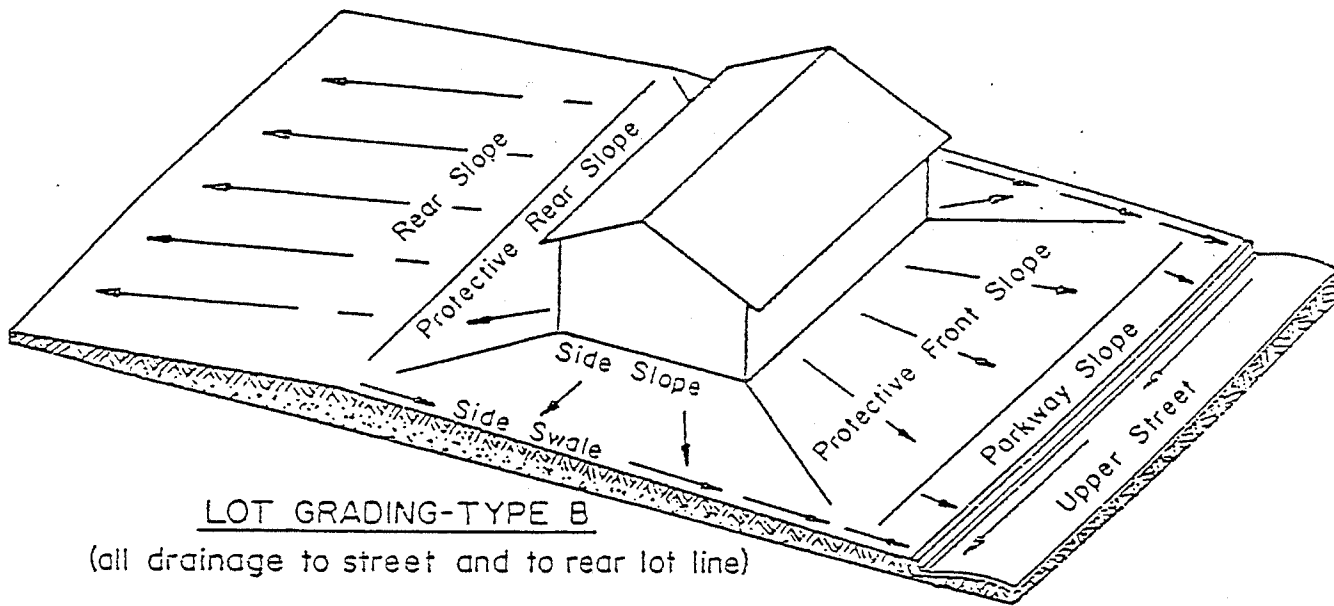 Rear Slope
Protective Rear Slope
Side Slope
Side Swale
Protective Front Slope
Parkway Slope
Upper Street
LOT GRADING-TYPE B
(all drainage to street and to rear lot line)